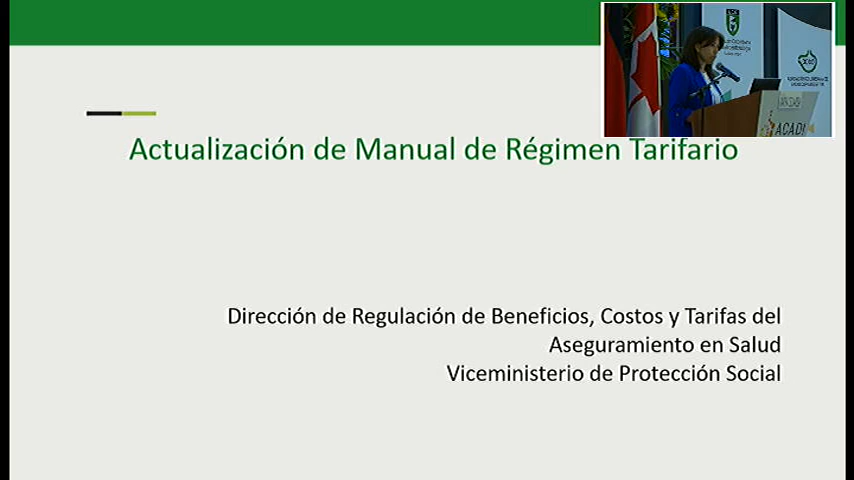 Actualización de Manual de Régimen Tarifario
Dirección de Regulación de Beneficios, Costos y Tarifas del
Aseguramiento en Salud
Viceministerio de Protección Social
ACADI